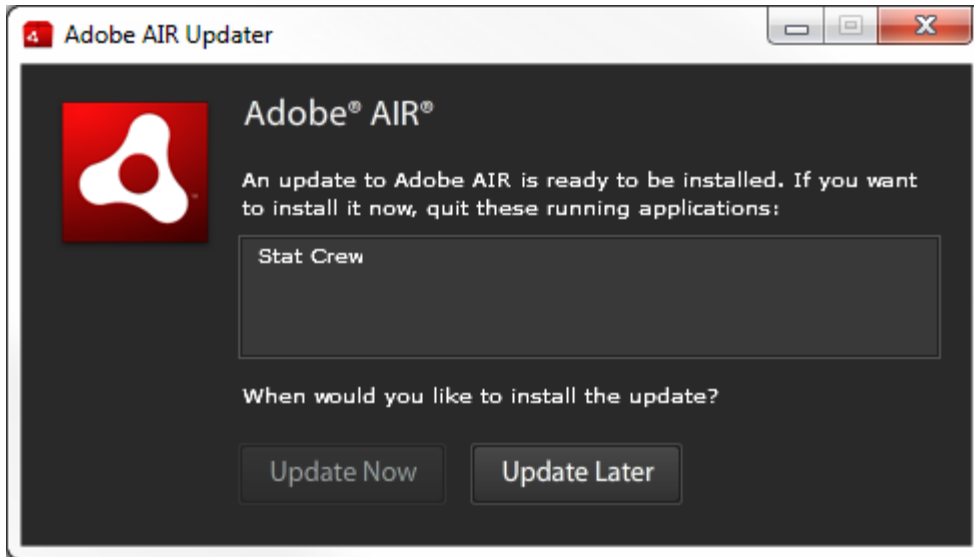 Adobe AIR Updater
Adobe® AIR®
An update to Adobe AIR is ready to be installed. If you want
to install it now, quit these running applications:
Stat Crew
When would you like to install the update?
Update Now
Update Later